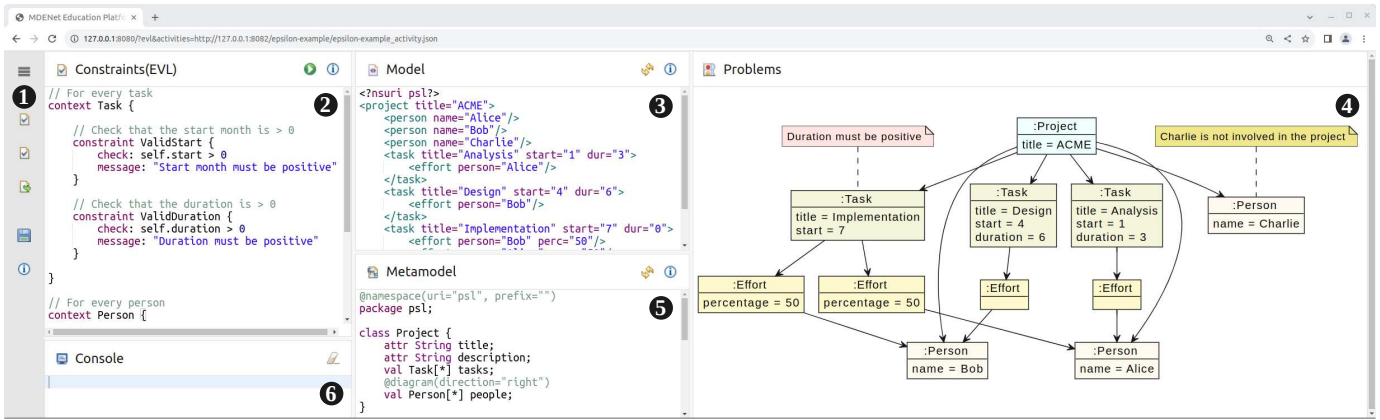 MDENet Education Platfo
127.0.0.1:8080/?evl&activities=http://127.0.0.1:8082/epsilon-example/epsilon-example_activity.json
1
Constraints(EVL)
2
// For every task
context Task {
// Check that the start month is > 0
constraint ValidStart {
check: self.start > 0
message: "Start month must be positive"
}
// Check that the duration is > 0
constraint ValidDuration {
check: self.duration > 0
message: "Duration must be positive"
}
}
// For every person
context Person {
Console
6
Model
3
<?nsuri psl?>
<project title="ACME">
<person name="Alice"/>
<person name="Bob"/>
<person name="Charlie"/>
<task title="Analysis" start="1" dur="3">
<effort person="Alice"/>
</task>
<task title="Design" start="4" dur="6">
<effort person="Bob"/>
</task>
<task title="Implementation" start="7" dur="0">
<effort person="Bob" perc="50"/>
Metamodel
5
@namespace(uri="psl", prefix="")
package psl;
class Project {
attr String title;
attr String description;
val Task[*] tasks;
@diagram(direction="right")
val Person[*] people;
}
Problems
4
Duration must be positive
:Project
title = ACME
Charlie is not involved in the project
:Task
title = Implementation
start = 7
:Task
title = Design
start = 4
duration = 6
:Task
title = Analysis
start = 1
duration = 3
:Person
name = Charlie
:Effort
percentage = 50
:Effort
percentage = 50
:Effort
:Effort
:Person
name = Bob
:Person
name = Alice